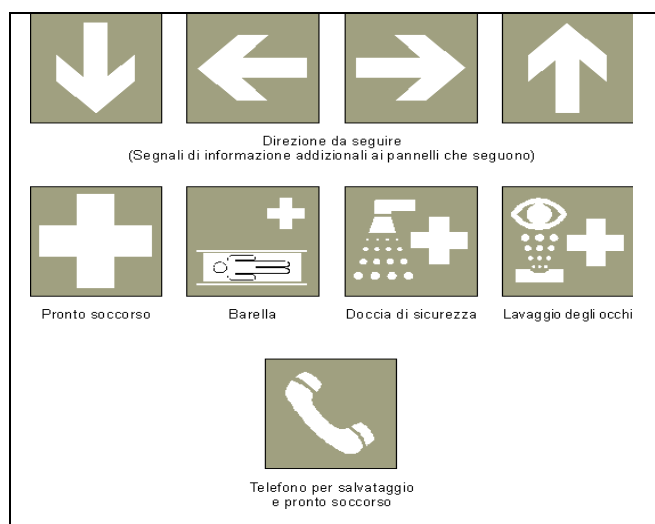 Direzione da seguire
(Segnali di informazione addizionali ai pannelli che seguono)
Pronto soccorso
Barella
Doccia di sicurezza
Lavaggio degli occhi
Telefono per salvataggio
e pronto soccorso